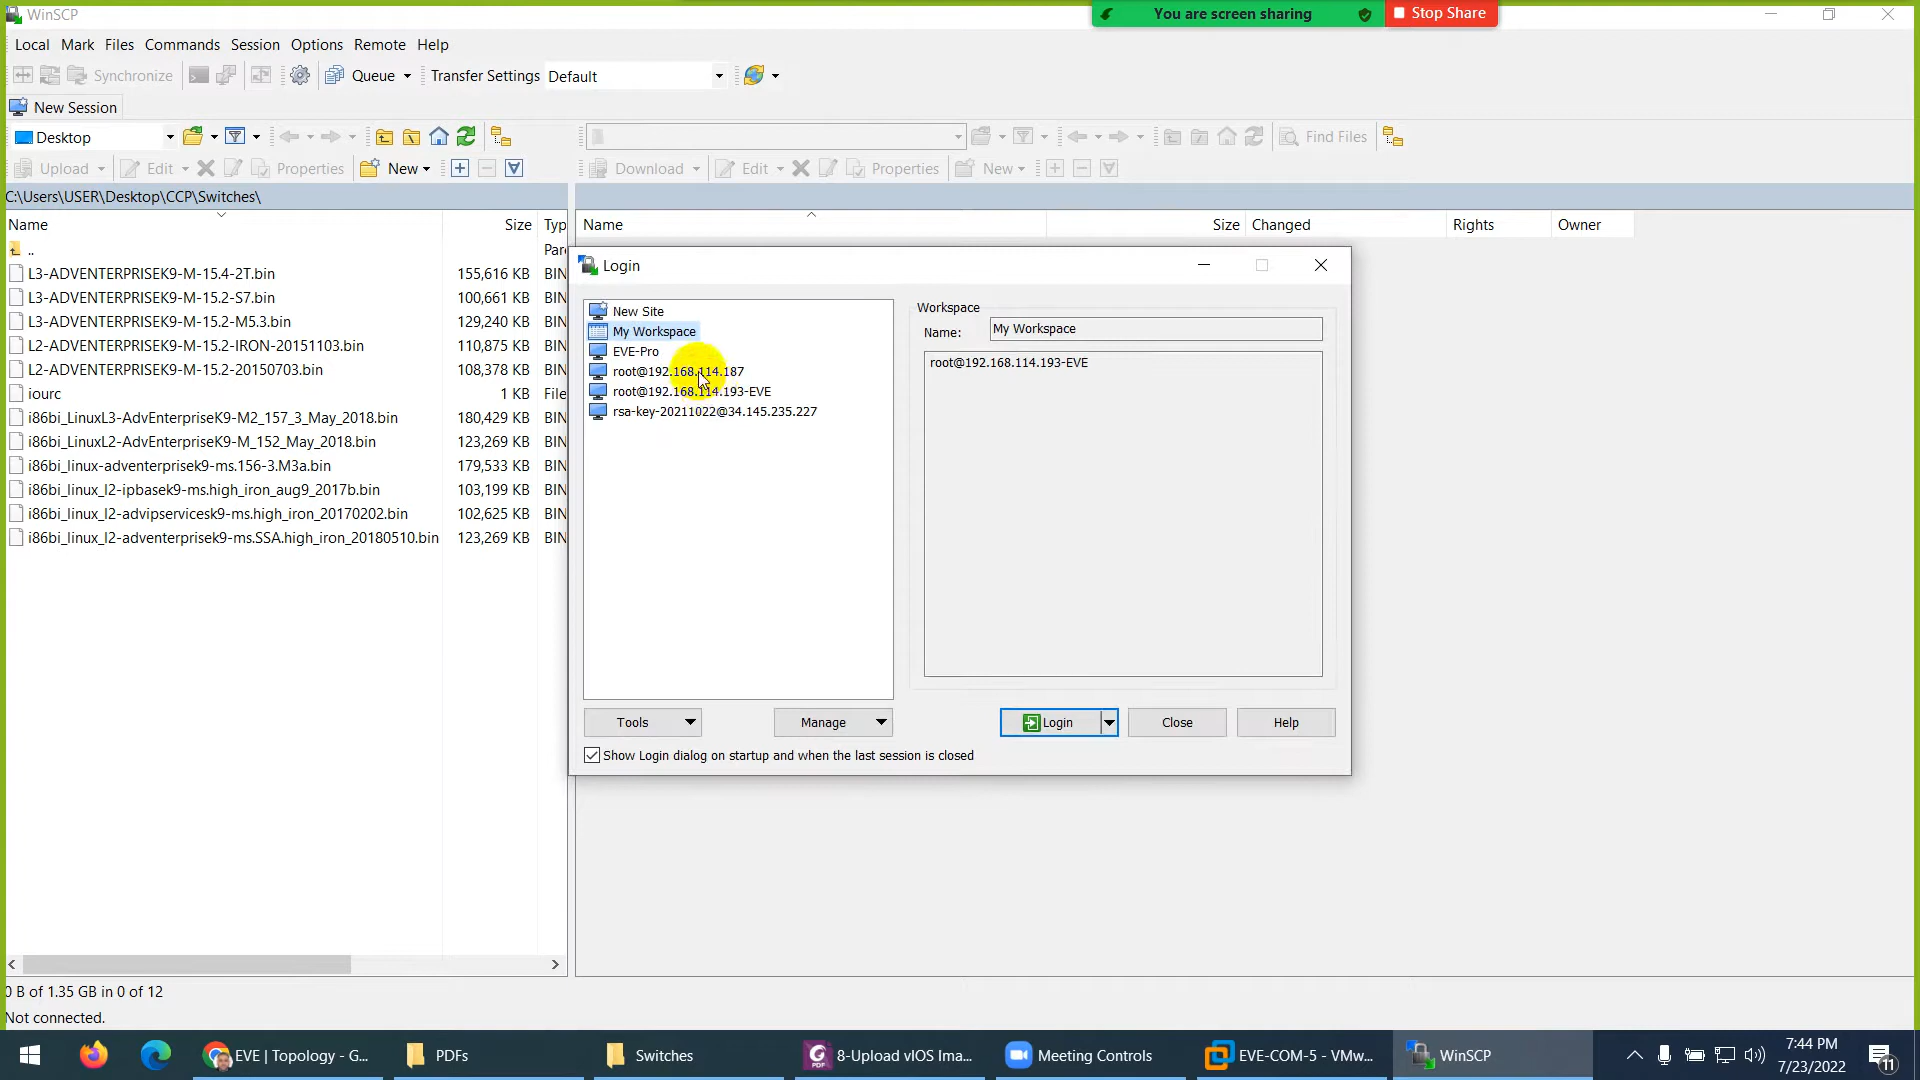 WinSCP
You are screen sharing
Stop Share
Local Mark Files Commands Session Options Remote Help
Synchronize Queue Transfer Settings Default
New Session
Desktop
Find Files
Upload Edit Properties New
Download Edit Properties New
C:\Users\USER\Desktop\CCP\Switches\
Name Size Typ
Name Size Changed Rights Owner
.. Pare
L3-ADVENTERPRISEK9-M-15.4-2T.bin 155,616 KB BIN
L3-ADVENTERPRISEK9-M-15.2-S7.bin 100,661 KB BIN
L3-ADVENTERPRISEK9-M-15.2-M5.3.bin 129,240 KB BIN
L2-ADVENTERPRISEK9-M-15.2-IRON-20151103.bin 110,875 KB BIN
L2-ADVENTERPRISEK9-M-15.2-20150703.bin 108,378 KB BIN
iourc 1 KB File
i86bi_LinuxL3-AdvEnterpriseK9-M2_157_3_May_2018.bin 180,429 KB BIN
i86bi_LinuxL2-AdvEnterpriseK9-M_152_May_2018.bin 123,269 KB BIN
i86bi_linux-adventerprisek9-ms.156-3.M3a.bin 179,533 KB BIN
i86bi_linux_l2-ipbasek9-ms.high_iron_aug9_2017b.bin 103,199 KB BIN
i86bi_linux_l2-advipservicesk9-ms.high_iron_20170202.bin 102,625 KB BIN
i86bi_linux_l2-adventerprisek9-ms.SSA.high_iron_20180510.bin 123,269 KB BIN
Login
New Site
My Workspace
EVE-Pro
root@192.168.114.187
root@192.168.114.193-EVE
rsa-key-20211022@34.145.235.227
Workspace
Name: My Workspace
root@192.168.114.193-EVE
Tools Manage Login Close Help
Show Login dialog on startup and when the last session is closed
0 B of 1.35 GB in 0 of 12
Not connected.
EVE | Topology - G...
PDFs
Switches
8-Upload vIOS Ima...
Meeting Controls
EVE-COM-5 - VMw...
WinSCP
7:44 PM
7/23/2022
11